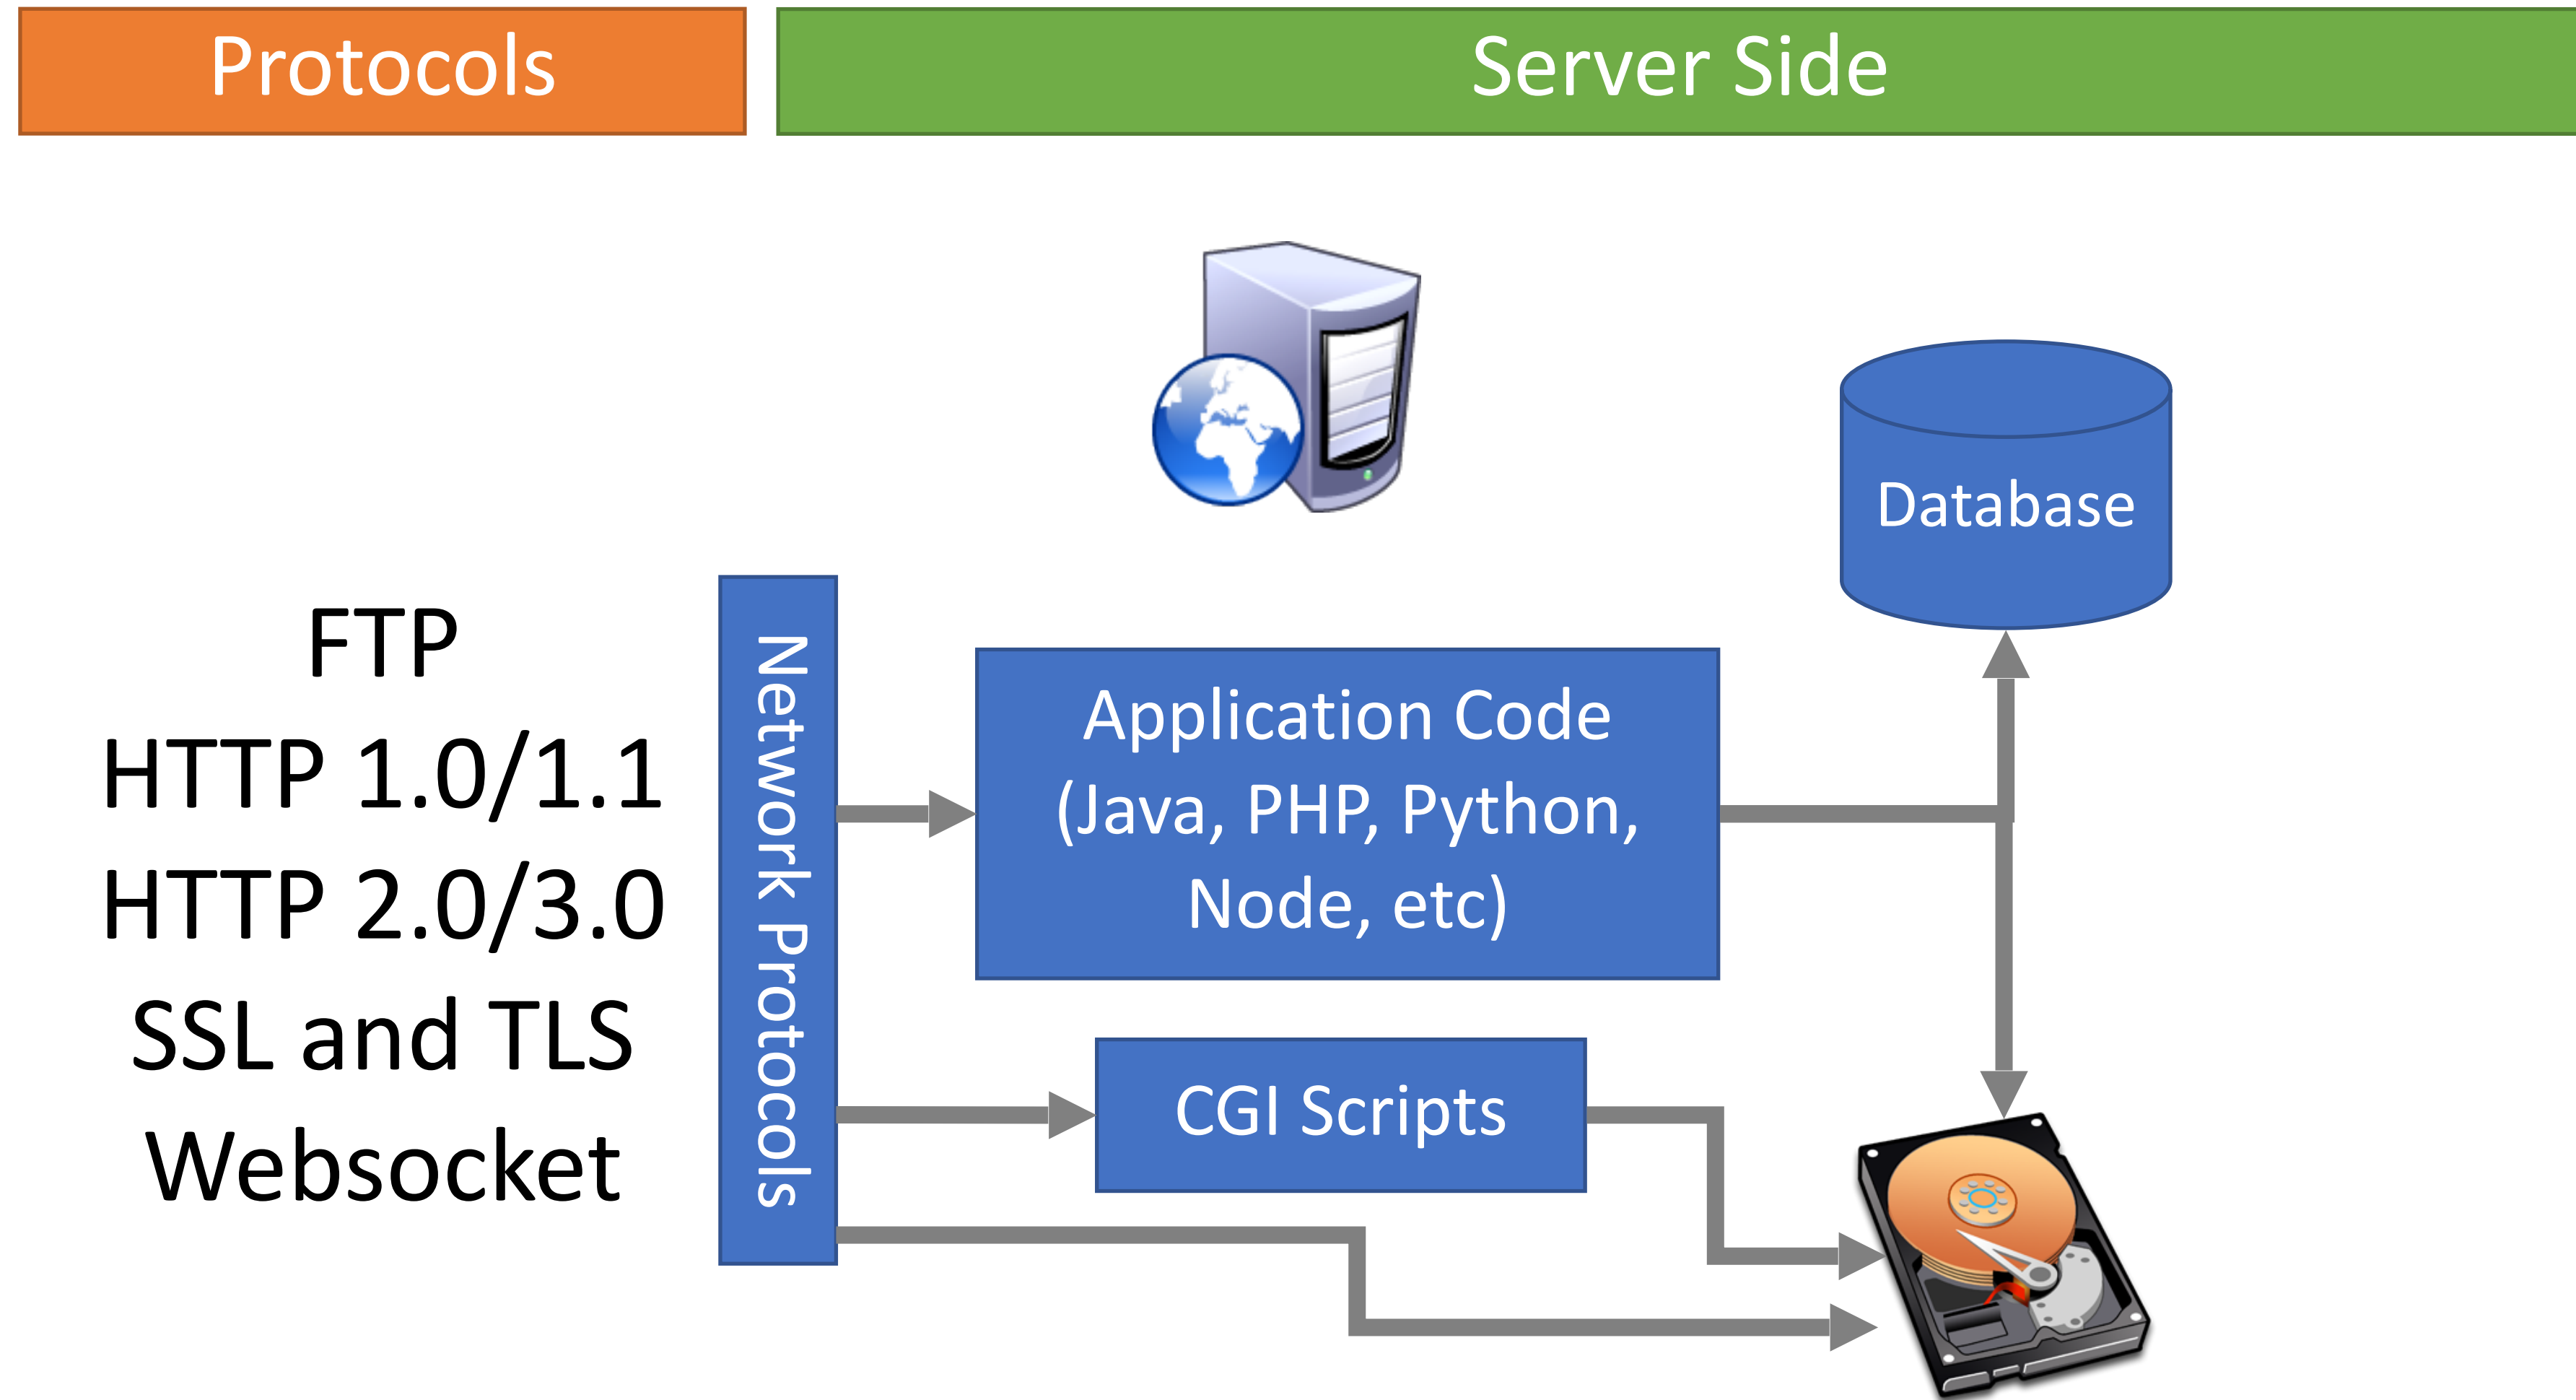 Protocols
Server Side
FTP
HTTP 1.0/1.1
HTTP 2.0/3.0
SSL and TLS
Websocket
Network Protocols
Application Code
(Java, PHP, Python,
Node, etc)
CGI Scripts
Database